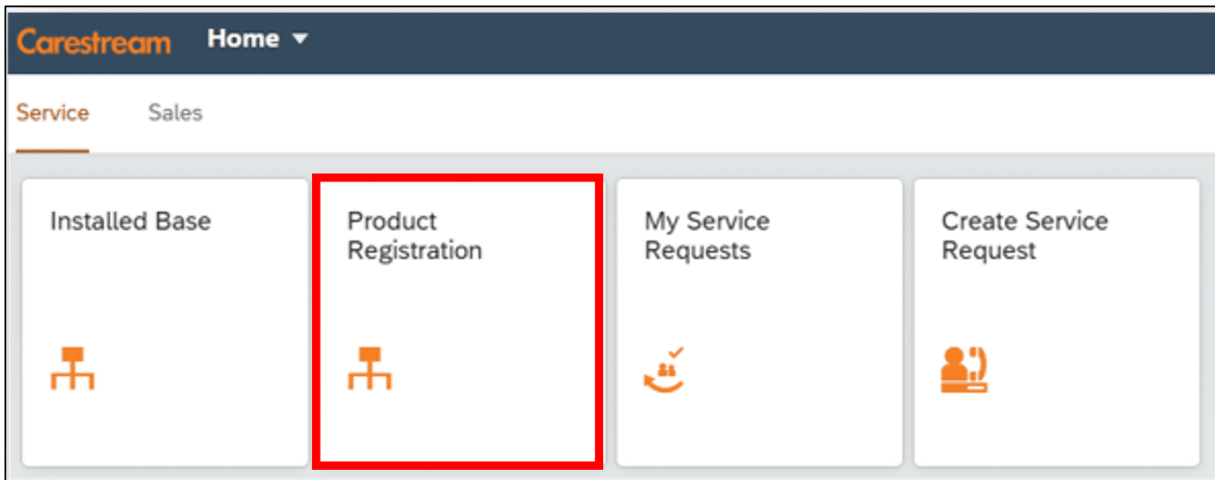 Carestream Home
Service Sales
Installed Base
Product
Registration
My Service
Requests
Create Service
Request